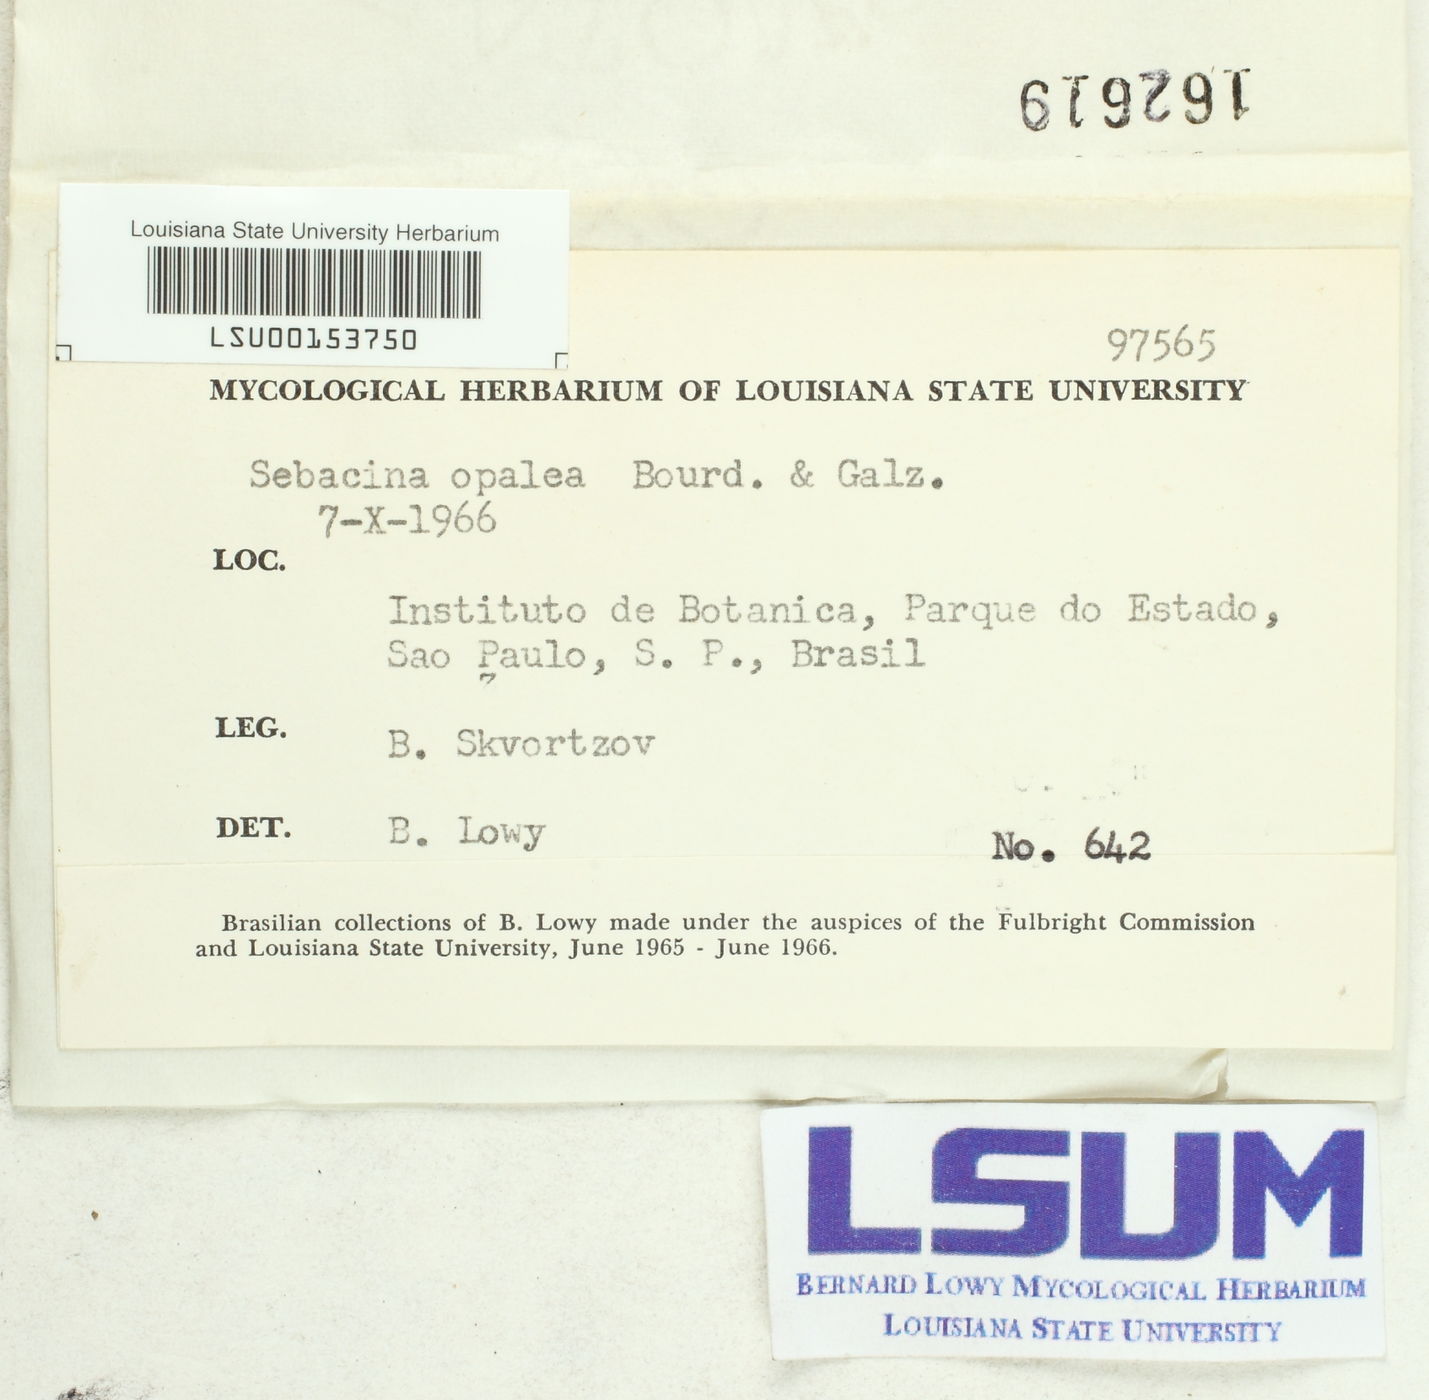 162619
Louisiana State University Herbarium
LSU00153750
97565
MYCOLOGICAL HERBARIUM OF LOUISIANA STATE UNIVERSITY
Sebacina opalea Bourd. & Galz.
7-X-1966
LOC.
Instituto de Botanica, Parque do Estado,
Sao Paulo, S. P., Brasil
LEG. B. Skvortzov
DET. B. Lowy
No. 642
Brasilian collections of B. Lowy made under the auspices of the Fulbright Commission
and Louisiana State University, June 1965 - June 1966.
LSUM
BERNARD LOWY MYCOLOGICAL HERBARIUM
LOUISIANA STATE UNIVERSITY